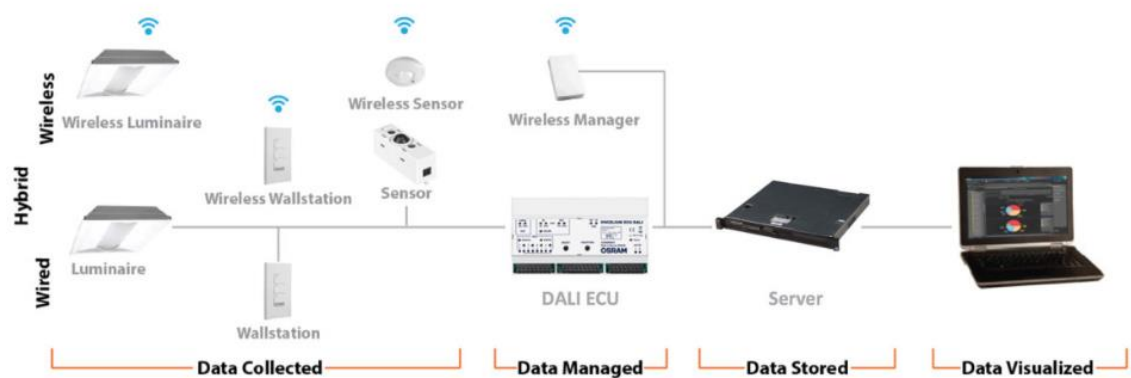 Wireless
Hybrid
Wired
Wireless Luminaire
Wireless Wallstation
Wireless Sensor
Sensor
Wireless Manager
Luminaire
Wallstation
DALI ECU
OSRAM
Server
Data Collected
Data Managed
Data Stored
Data Visualized